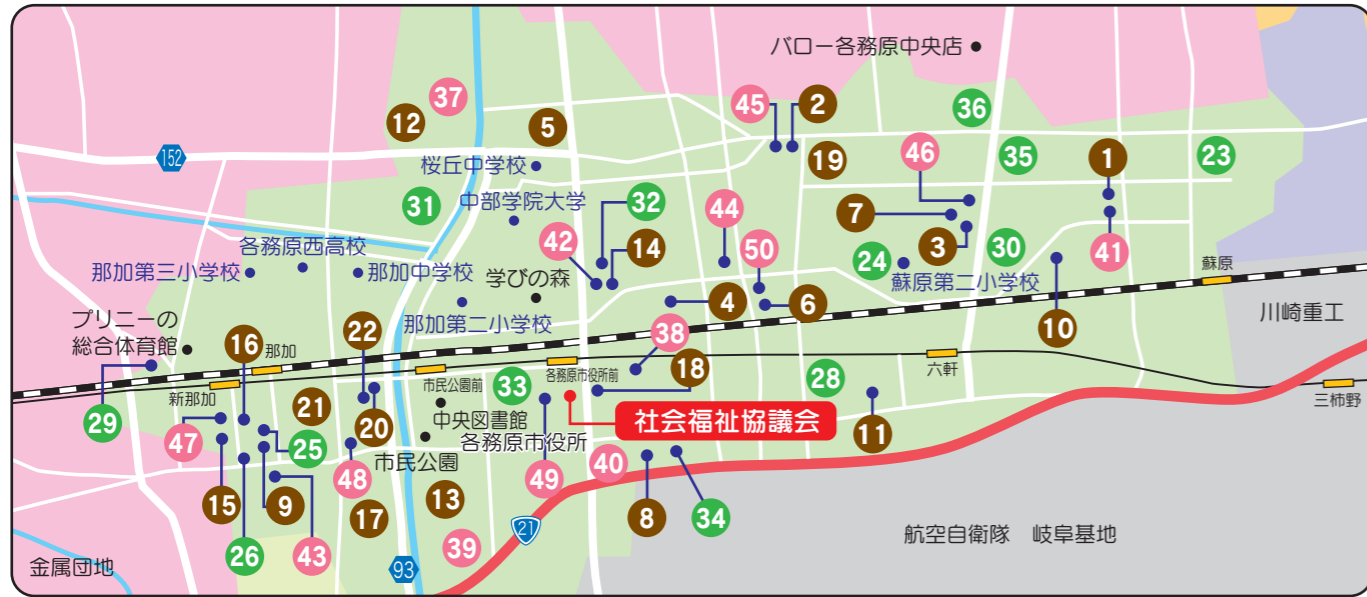 バロー各務原中央店
37
12
5
45
2
36
152
桜丘中学校
19
46
35
1
23
31
中部学院大学
32
44
7
42
14
50
3
30
41
各務原西高校
24
那加第三小学校
那加中学校
学びの森
蘇原第二小学校
蘇原
プリニーの
総合体育館
那加第二小学校
4
6
10
川崎重工
16
22
那加
38
18
市民公園前
各務原市役所前
六軒
新那加
33
28
三柿野
29
21
20
中央図書館
社会福祉協議会
11
47
25
48
市民公園
各務原市役所
49
40
15
9
17
13
8
34
26
43
39
21
93
航空自衛隊 岐阜基地
金属団地